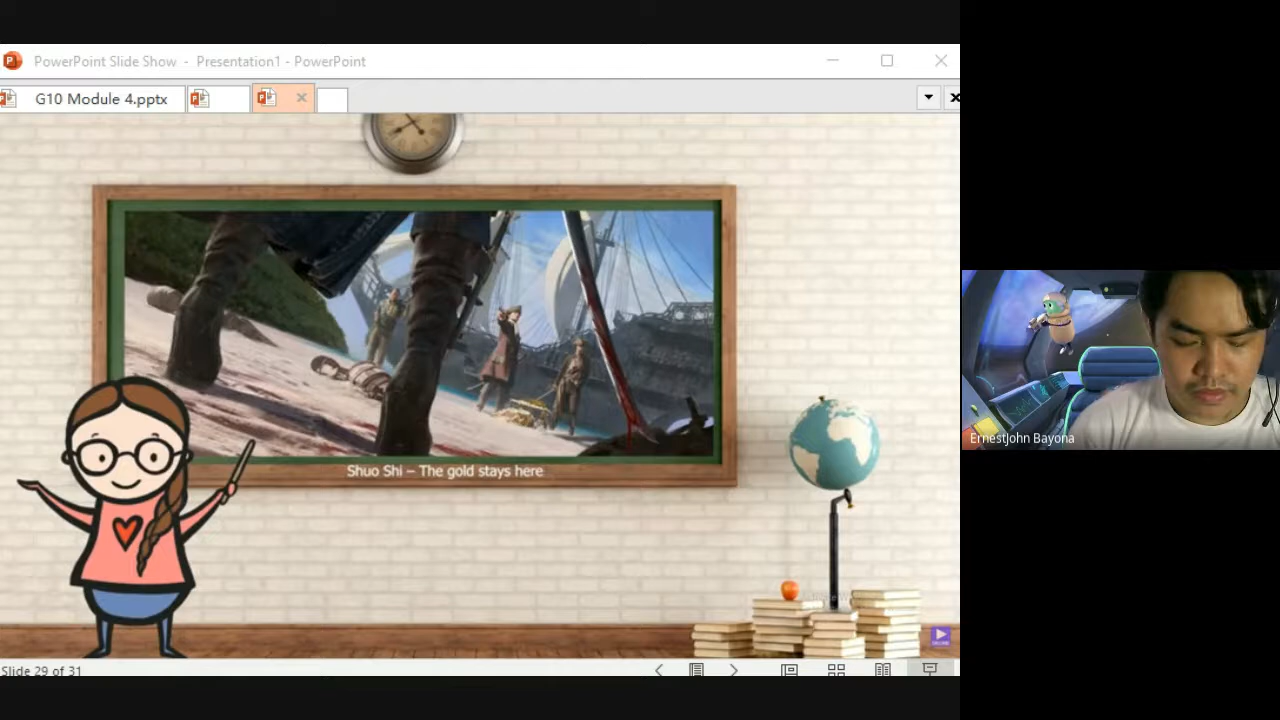 PowerPoint Slide Show - Presentation1 - PowerPoint
G10 Module 4.pptx
Shuo Shi – The gold stays here
ErnestJohn Bayona
Slide 29 of 31